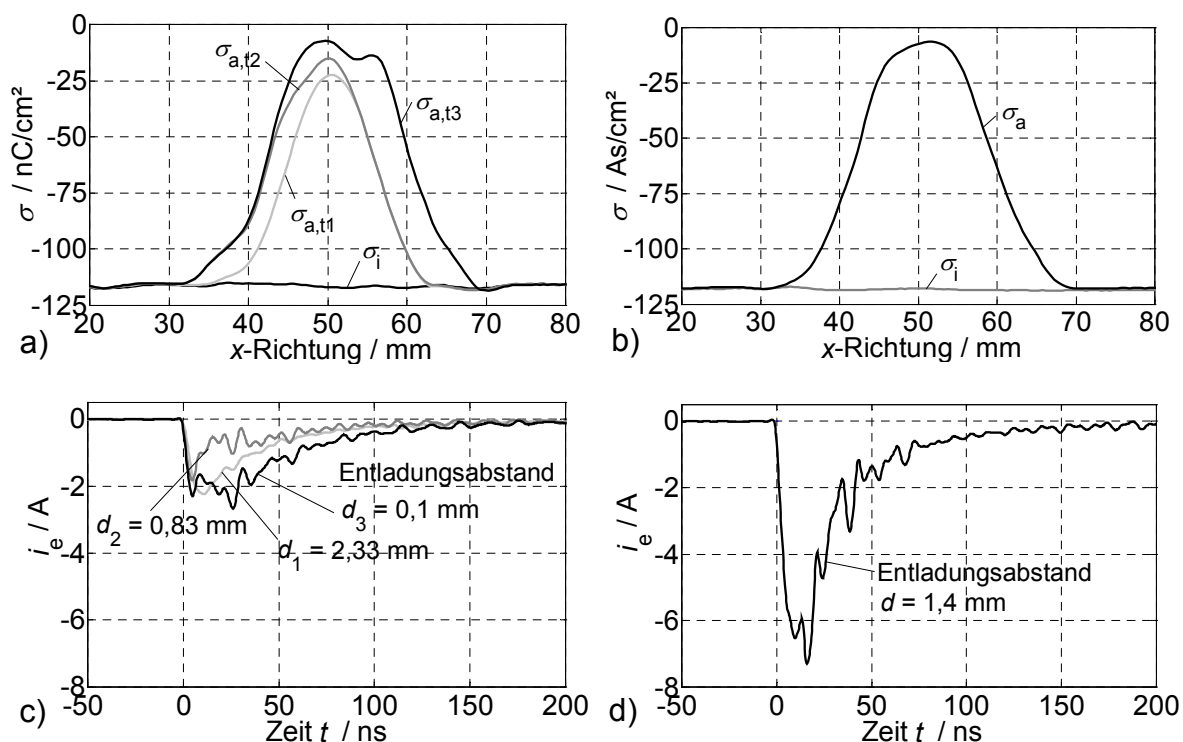 0
-25
-50
-75
-100
-125
σ / nC/cm²
σa,t2
σa,t3
σa,t1
σi
20 30 40 50 60 70 80
x-Richtung / mm
a)
0
-25
-50
-75
-100
-125
σ / As/cm²
σa
σi
20 30 40 50 60 70 80
x-Richtung / mm
b)
0
-2
-4
-6
-8
ie / A
Entladungsabstand
d3 = 0,1 mm
d2 = 0,83 mm
d1 = 2,33 mm
-50 0 50 100 150 200
Zeit t / ns
c)
0
-2
-4
-6
-8
ie / A
Entladungsabstand
d = 1,4 mm
-50 0 50 100 150 200
Zeit t / ns
d)